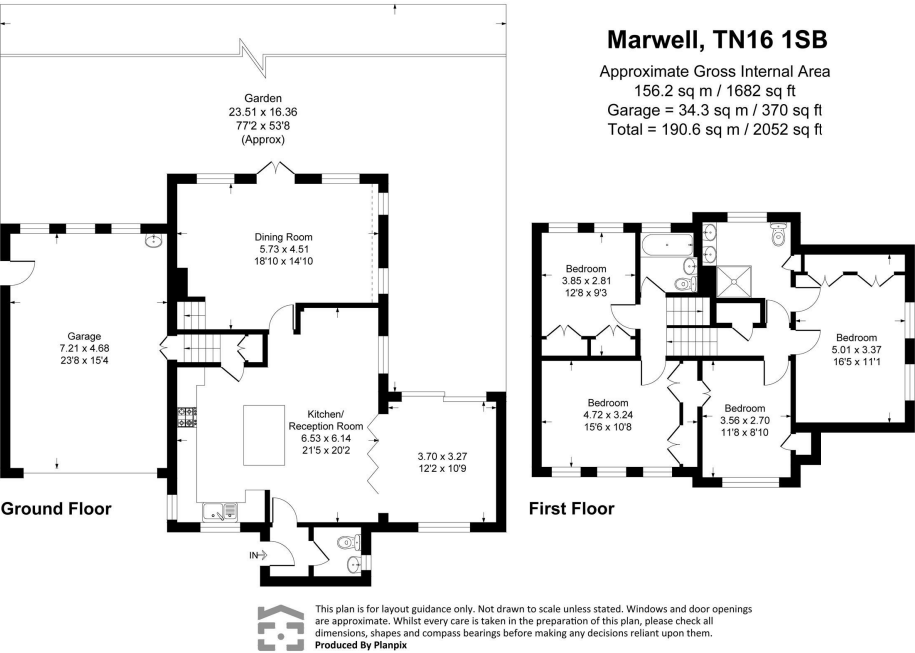 Marwell, TN16 1SB
Approximate Gross Internal Area
156.2 sq m / 1682 sq ft
Garage = 34.3 sq m / 370 sq ft
Total = 190.6 sq m / 2052 sq ft
Garden
23.51 x 16.36
77'2 x 53'8
(Approx)
Dining Room
5.73 x 4.51
18'10 x 14'10
Garage
7.21 x 4.68
23'8 x 15'4
Kitchen/
Reception Room
6.53 x 6.14
21'5 x 20'2
3.70 x 3.27
12'2 x 10'9
IN
Ground Floor
Bedroom
3.85 x 2.81
12'8 x 9'3
Bedroom
5.01 x 3.37
16'5 x 11'1
Bedroom
4.72 x 3.24
15'6 x 10'8
Bedroom
3.56 x 2.70
11'8 x 8'10
First Floor
This plan is for layout guidance only. Not drawn to scale unless stated. Windows and door openings
are approximate. Whilst every care is taken in the preparation of this plan, please check all
dimensions, shapes and compass bearings before making any decisions reliant upon them.
Produced By Planpix